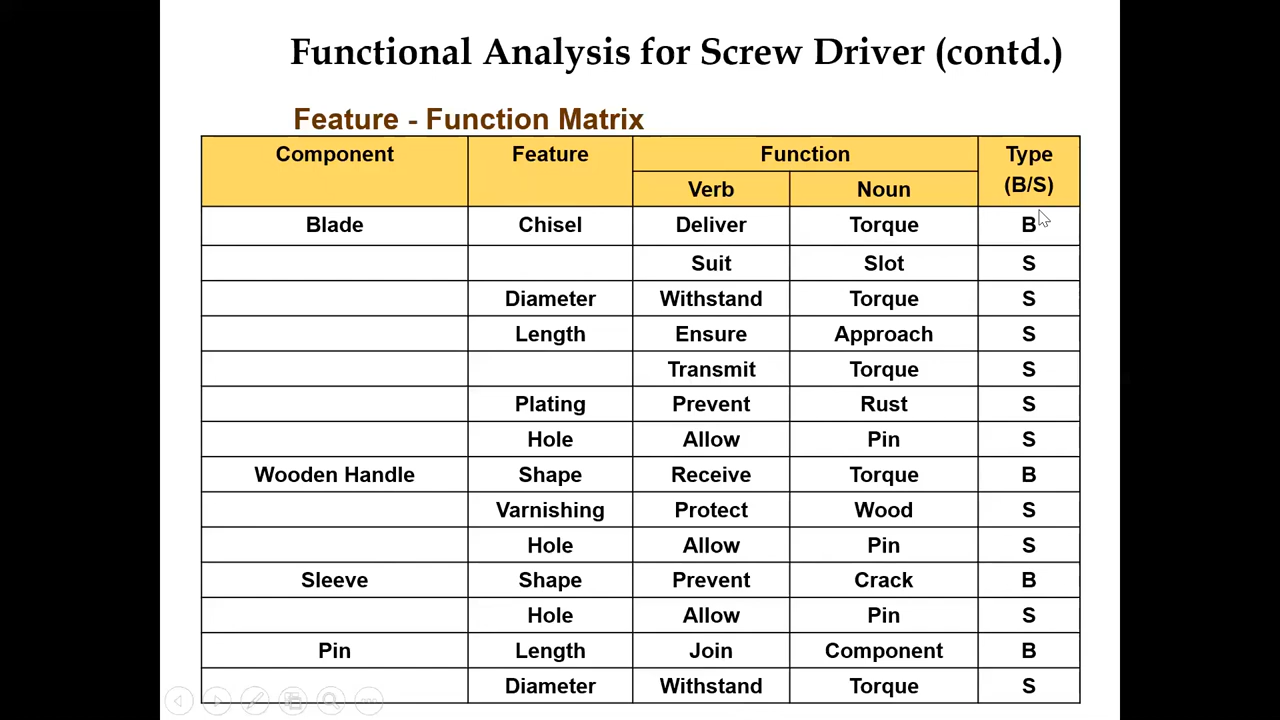 Functional Analysis for Screw Driver (contd.)
Feature - Function Matrix
Component Feature Function Type
(B/S)
Verb Noun
Blade Chisel Deliver Torque B
Suit Slot S
Diameter Withstand Torque S
Length Ensure Approach S
Transmit Torque S
Plating Prevent Rust S
Hole Allow Pin S
Wooden Handle Shape Receive Torque B
Varnishing Protect Wood S
Hole Allow Pin S
Sleeve Shape Prevent Crack B
Hole Allow Pin S
Pin Length Join Component B
Diameter Withstand Torque S